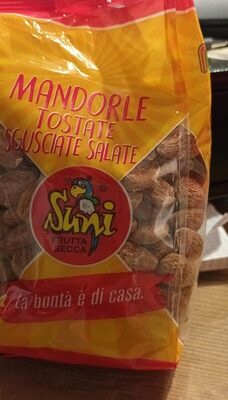 MANDORLE
TOSTATE
SGUSCIATE SALATE
Suni
®
FRUTTA
SECCA
La bontà è di casa.